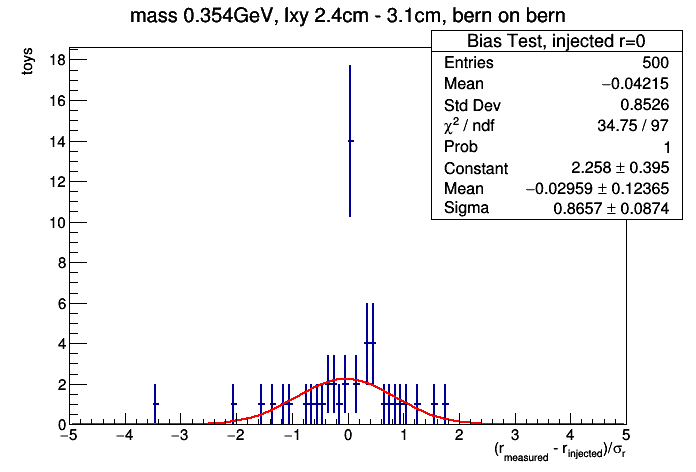 mass 0.354GeV, lxy 2.4cm - 3.1cm, bern on bern
toys
Bias Test, injected r=0
Entries 500
Mean −0.04215
Std Dev 0.8526
χ² / ndf 34.75 / 97
Prob 1
Constant 2.258 ± 0.395
Mean −0.02959 ± 0.12365
Sigma 0.8657 ± 0.0874
18
16
14
12
10
8
6
4
2
0
−5 −4 −3 −2 −1 0 1 2 3 4 5
(r_measured - r_injected)/σ_r